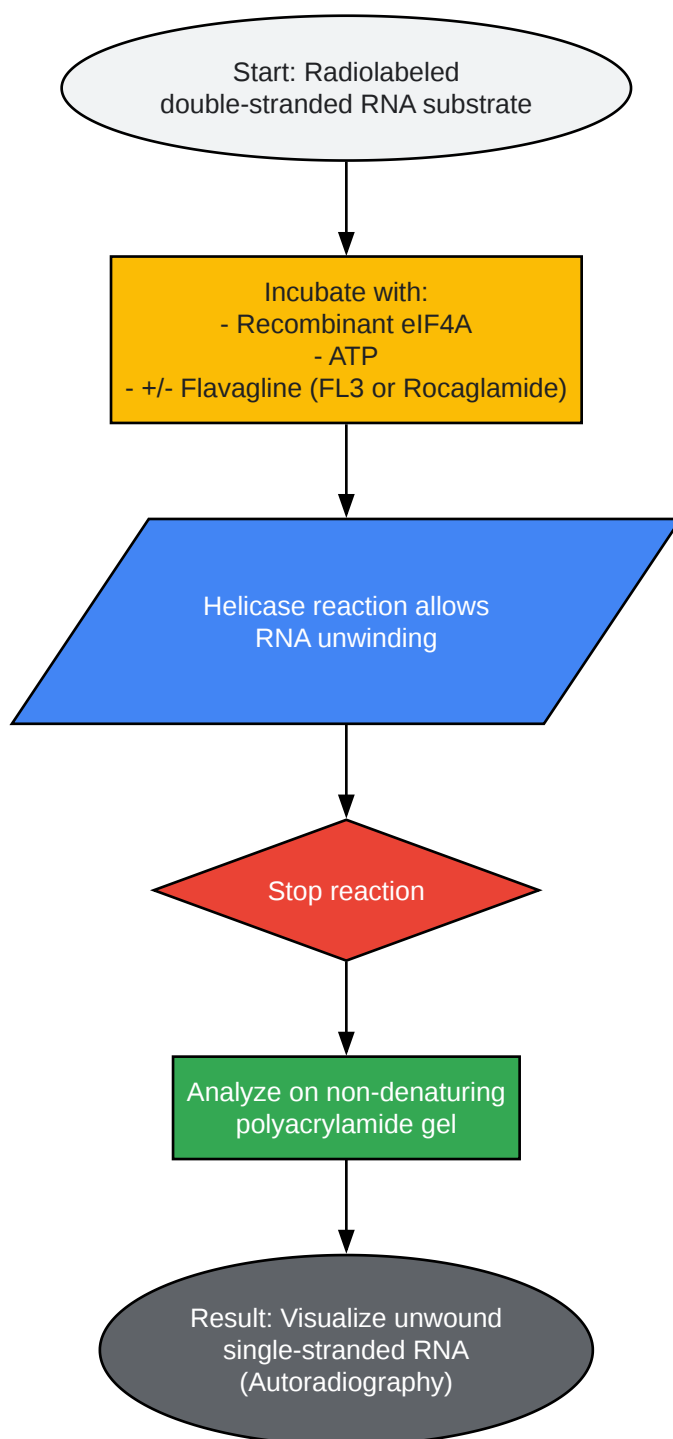 Start: Radiolabeled
double-stranded RNA substrate
Incubate with:
- Recombinant eIF4A
- ATP
- +/- Flavagline (FL3 or Rocaglamide)
Helicase reaction allows
RNA unwinding
Stop reaction
Analyze on non-denaturing
polyacrylamide gel
Result: Visualize unwound
single-stranded RNA
(Autoradiography)